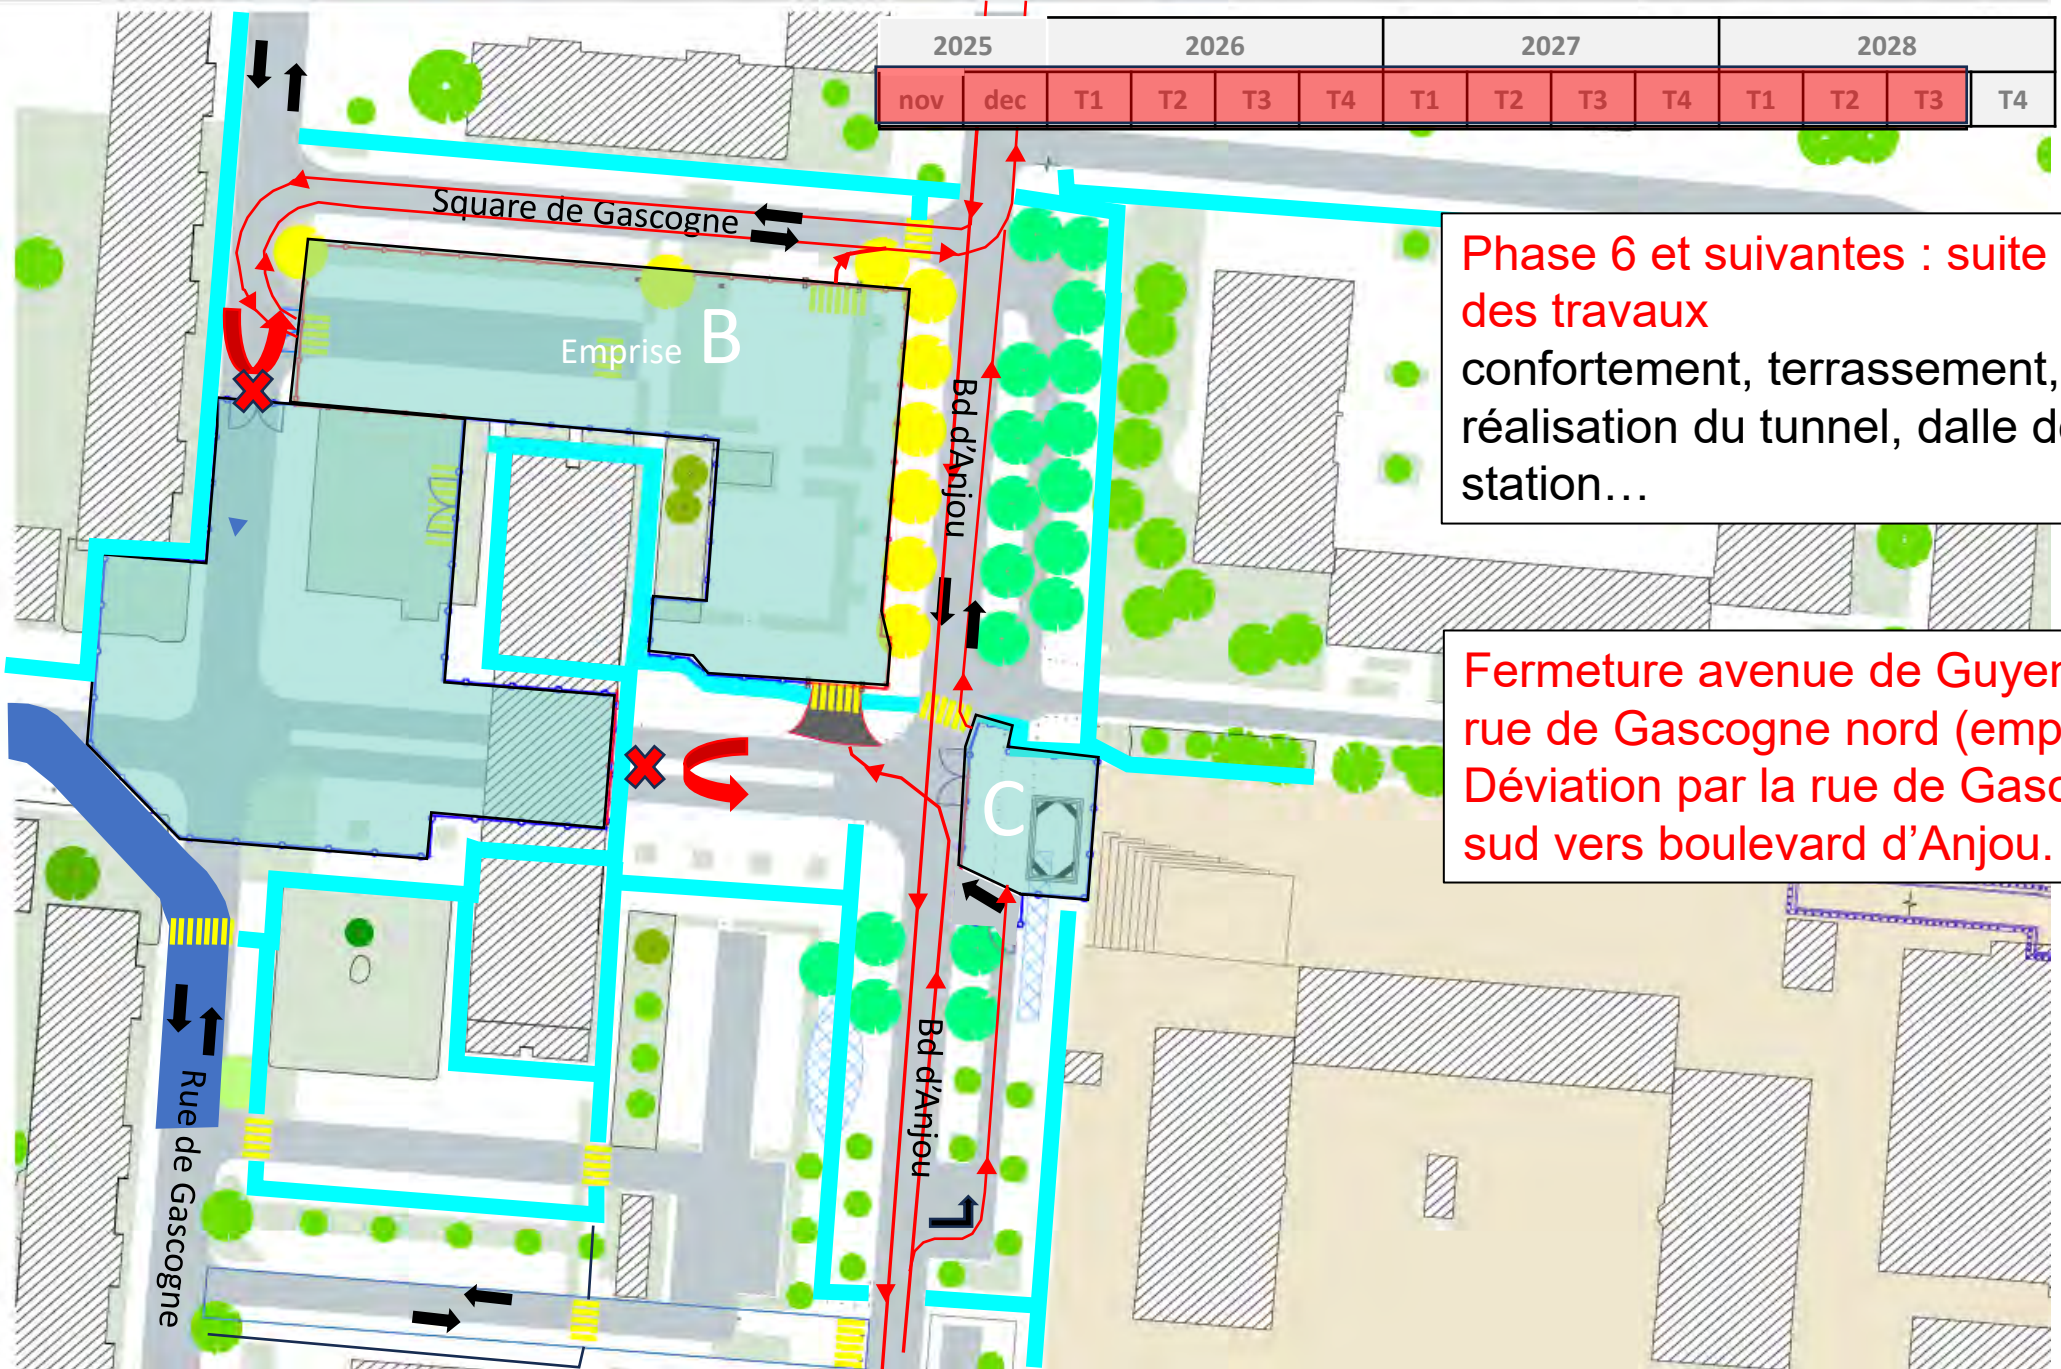 2025 2026 2027 2028
nov dec T1 T2 T3 T4 T1 T2 T3 T4 T1 T2 T3 T4
Square de Gascogne
Phase 6 et suivantes : suite
des travaux
confortement, terrassement,
réalisation du tunnel, dalle de
station…
Emprise B
Bd d'Anjou
Fermeture avenue de
rue de Gascogne nord
Déviation par la rue de
sud vers boulevard d'Anjou.
C
Bd d'Anjou
Rue de Gascogne